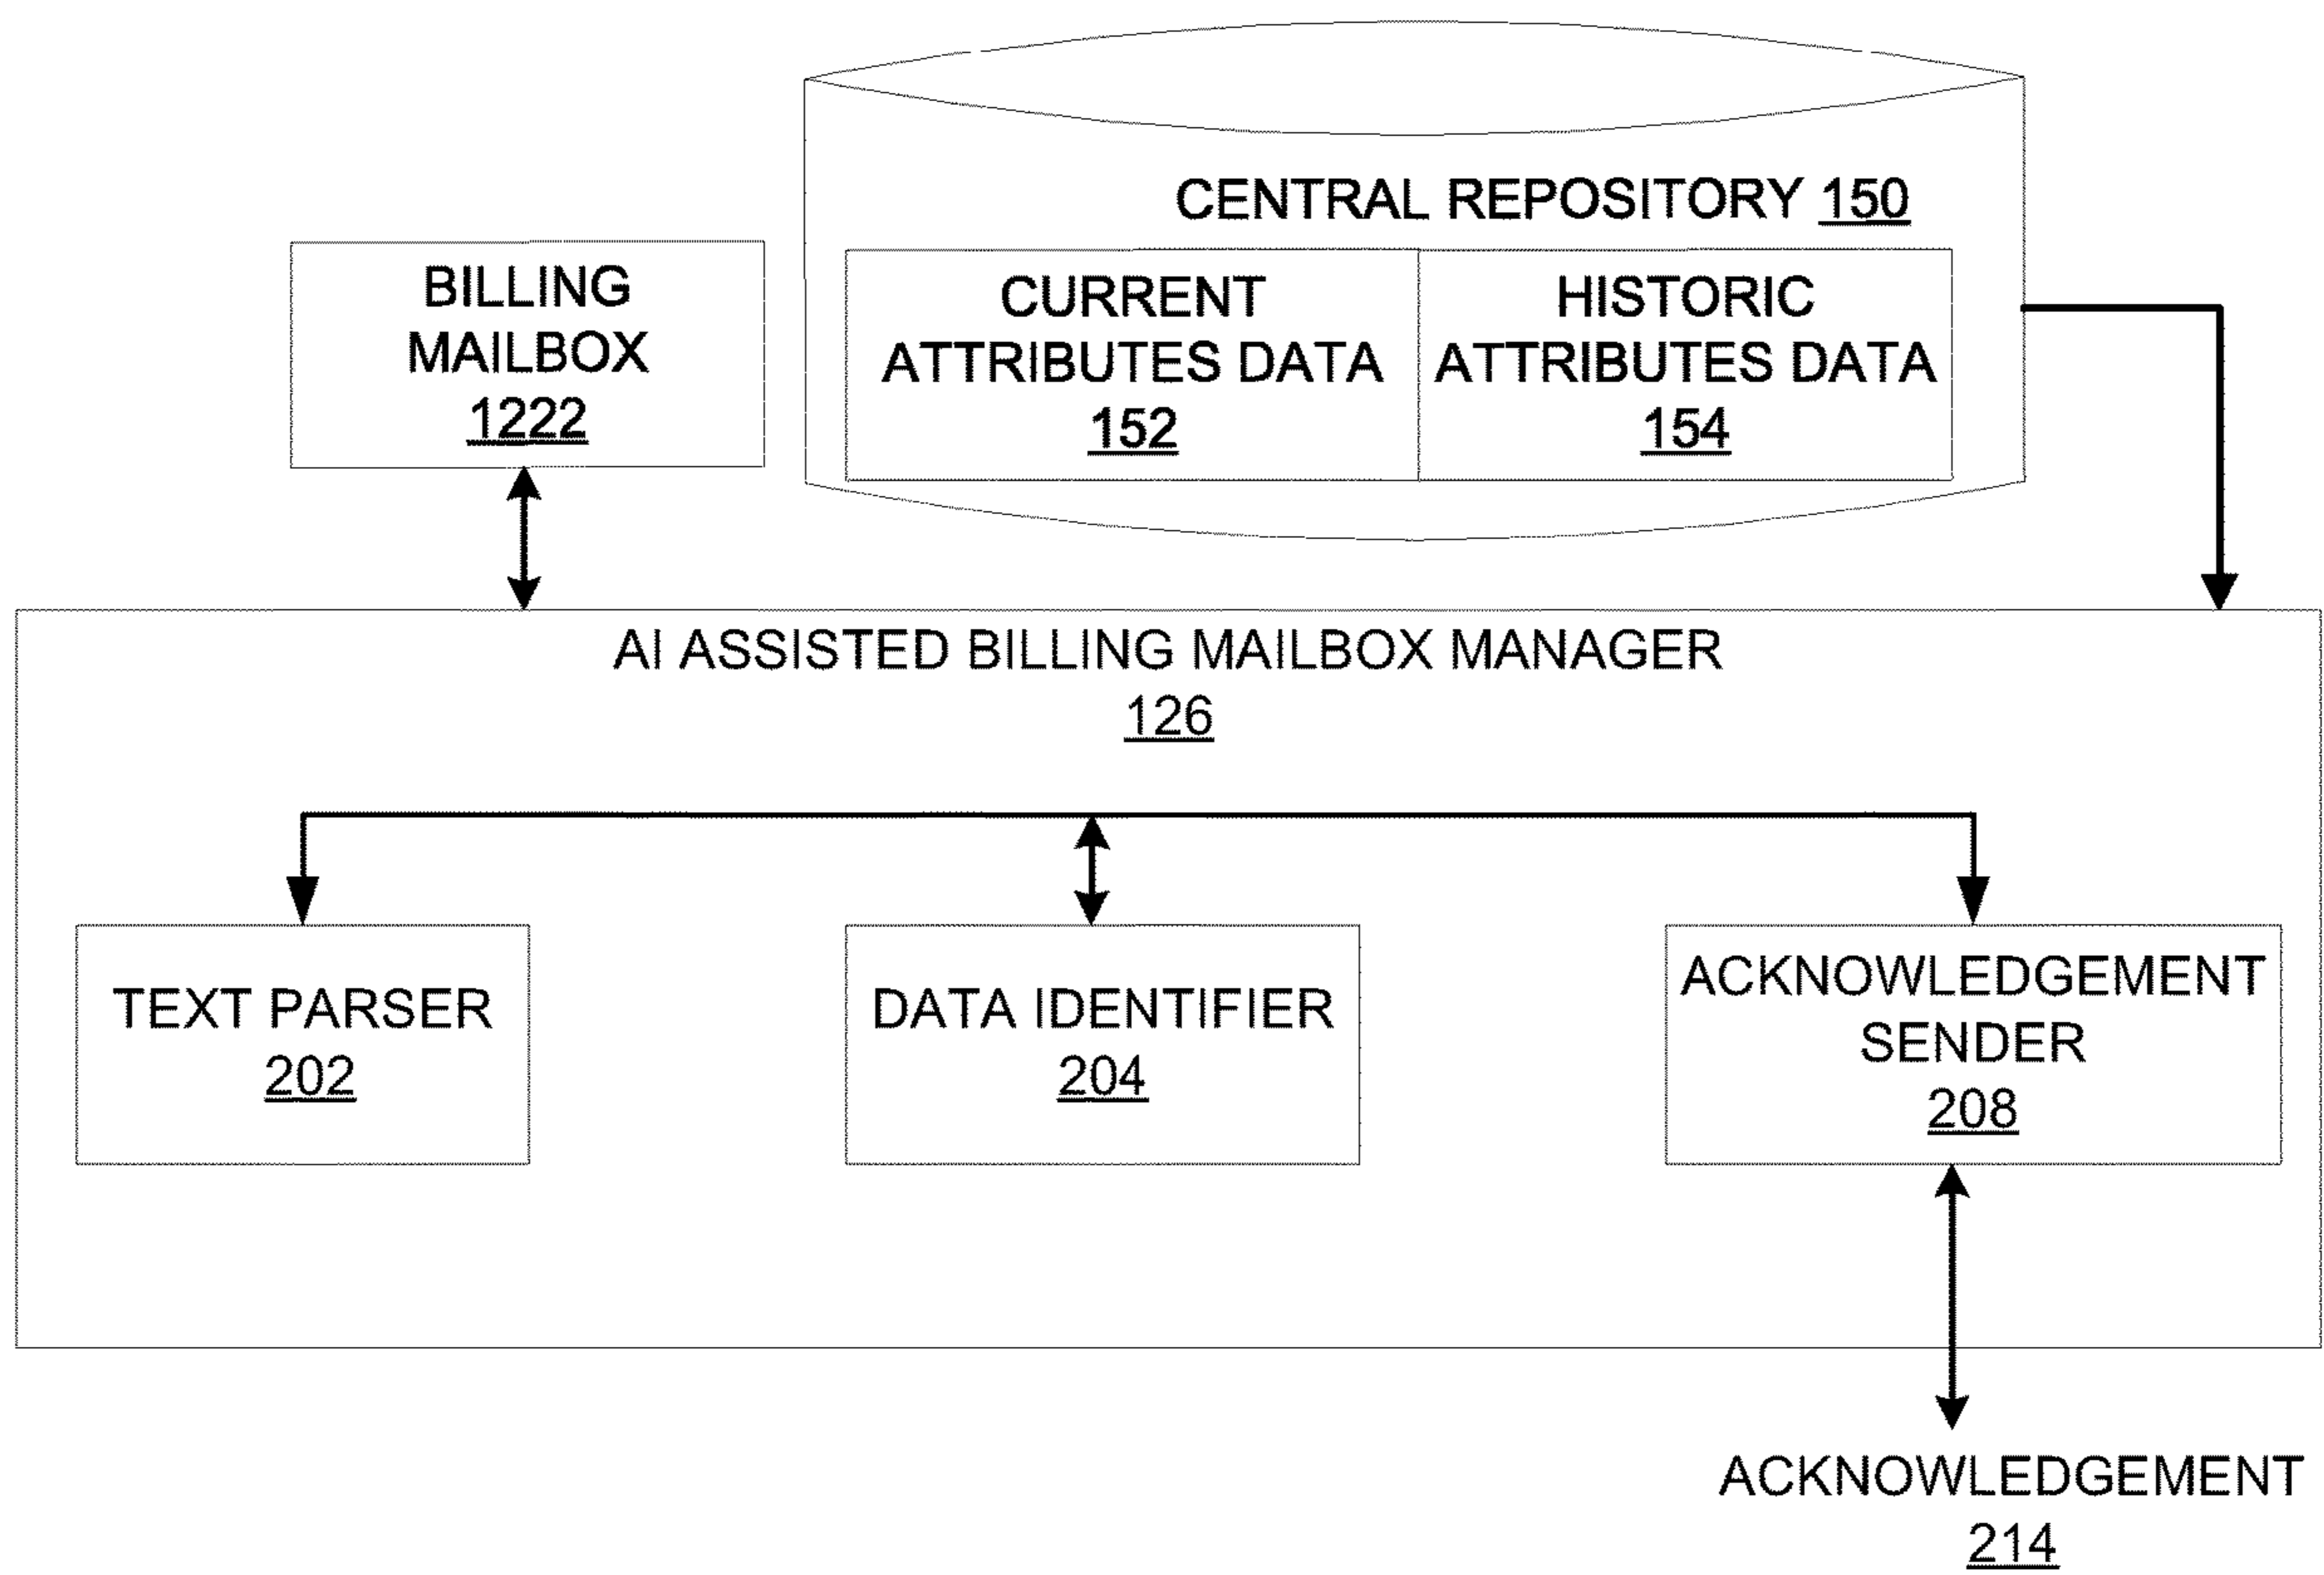 CENTRAL REPOSITORY 150
BILLING
MAILBOX
1222
CURRENT
ATTRIBUTES DATA
152
HISTORIC
ATTRIBUTES DATA
154
AI ASSISTED BILLING MAILBOX MANAGER
126
TEXT PARSER
202
DATA IDENTIFIER
204
ACKNOWLEDGEMENT
SENDER
208
ACKNOWLEDGEMENT
214